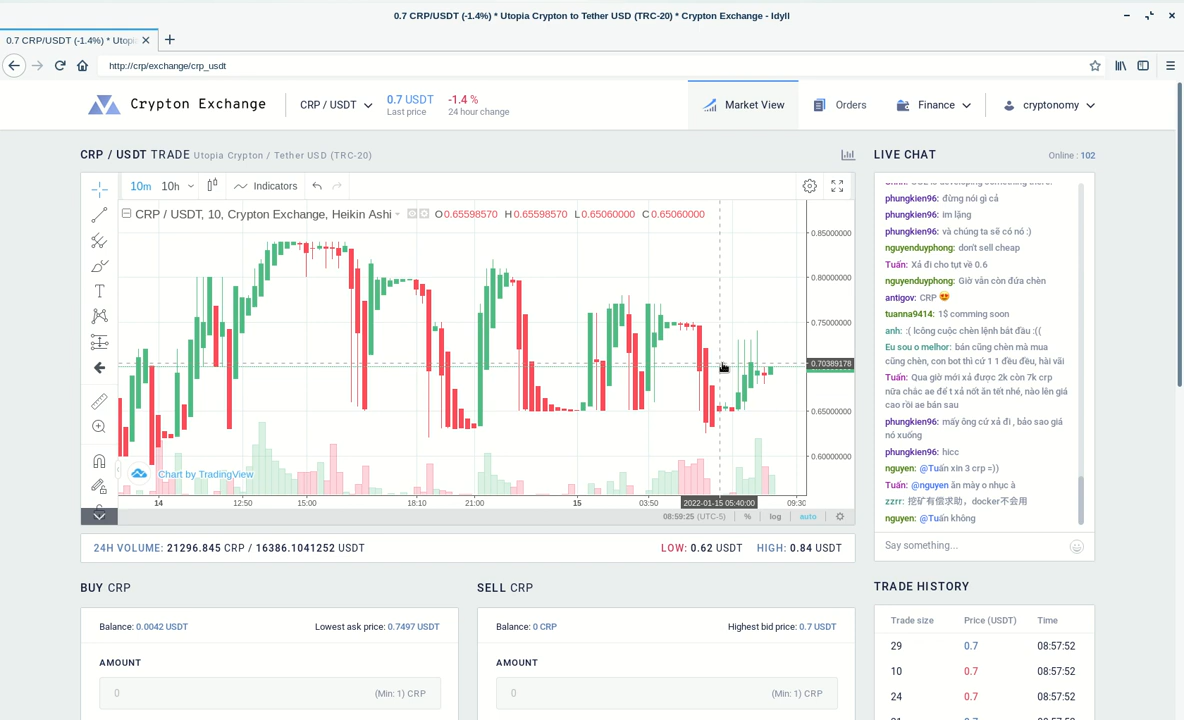 0.7 CRP/USDT (-1.4%) * Utopia Crypton to Tether USD (TRC-20) * Crypton Exchange - Idyll
0.7 CRP/USDT (-1.4%) * Utopi
http://crp/exchange/crp_usdt
Crypton Exchange
CRP / USDT
0.7 USDT
Last price
-1.4 %
24 hour change
Market View
Orders
Finance
cryptonomy
CRP / USDT TRADE Utopia Crypton / Tether USD (TRC-20)
10m 10h Indicators
CRP / USDT, 10, Crypton Exchange, Heikin Ashi
O0.65598570 H0.65598570 L0.65060000 C0.65060000
0.85000000
0.80000000
0.75000000
0.70389178
0.65000000
0.60000000
Chart by TradingView
14 12:50 15:00 18:10 21:00 15 03:50 2022-01-15 05:40:00 09:30
08:59:25 (UTC-5) % log auto
24H VOLUME: 21296.845 CRP / 16386.1041252 USDT
LOW: 0.62 USDT HIGH: 0.84 USDT
BUY CRP
Balance: 0.0042 USDT
Lowest ask price: 0.7497 USDT
AMOUNT
0
(Min: 1) CRP
SELL CRP
Balance: 0 CRP
Highest bid price: 0.7 USDT
AMOUNT
0
(Min: 1) CRP
LIVE CHAT
Online : 102
phungkien96: đừng nói gì cả
phungkien96: im lặng
phungkien96: và chúng ta sẽ có nó :)
nguyenduyphong: don't sell cheap
Tuấn: Xả đi cho tụt về 0.6
nguyenduyphong: Giờ vẫn còn đứa chèn
antigov: CRP 😍
tuanna9414: 1$ comming soon
anh: :( lcông cuộc chèn lệnh bát đầu :((
Eu sou o melhor: bán cũng chèn mà mua
cũng chèn, con bot thì cứ 1 1 đều đều, hài vãi
Tuấn: Qua giờ mới xả được 2k còn 7k crp
nữa chác ae để t xả nốt ăn tết nhé, nào lên giá
cao rồi ae bán sau
phungkien96: mấy ông cứ xả đi , bảo sao giá
nó xuống
phungkien96: hicc
nguyen: @Tuấn xin 3 crp =))
Tuấn: @nguyen ăn mày o nhục à
zzrr: 挖矿有偿求助，docker不会用
nguyen: @Tuấn không
Say something...
TRADE HISTORY
Trade size Price (USDT) Time
29 0.7 08:57:52
10 0.7 08:57:52
24 0.7 08:57:52